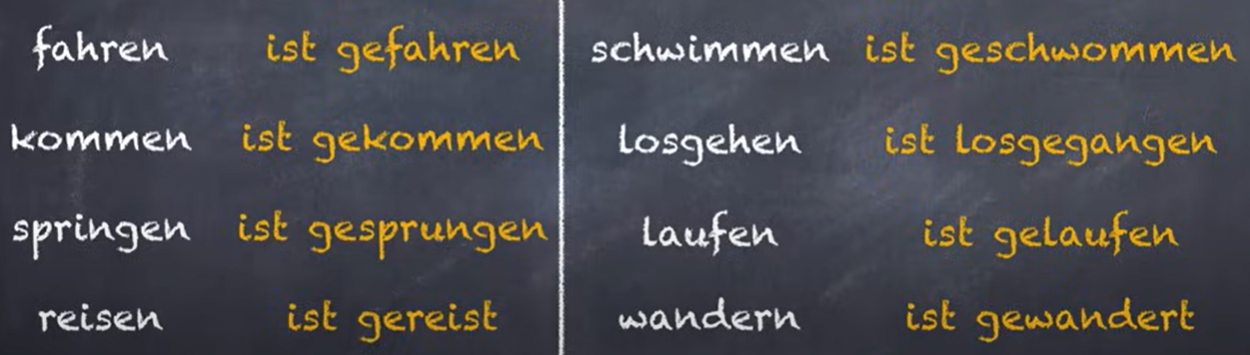 fahren ist gefahren
kommen ist gekommen
springen ist gesprungen
reisen ist gereist
schwimmen ist geschwommen
losgehen ist losgegangen
laufen ist gelaufen
wandern ist gewandert